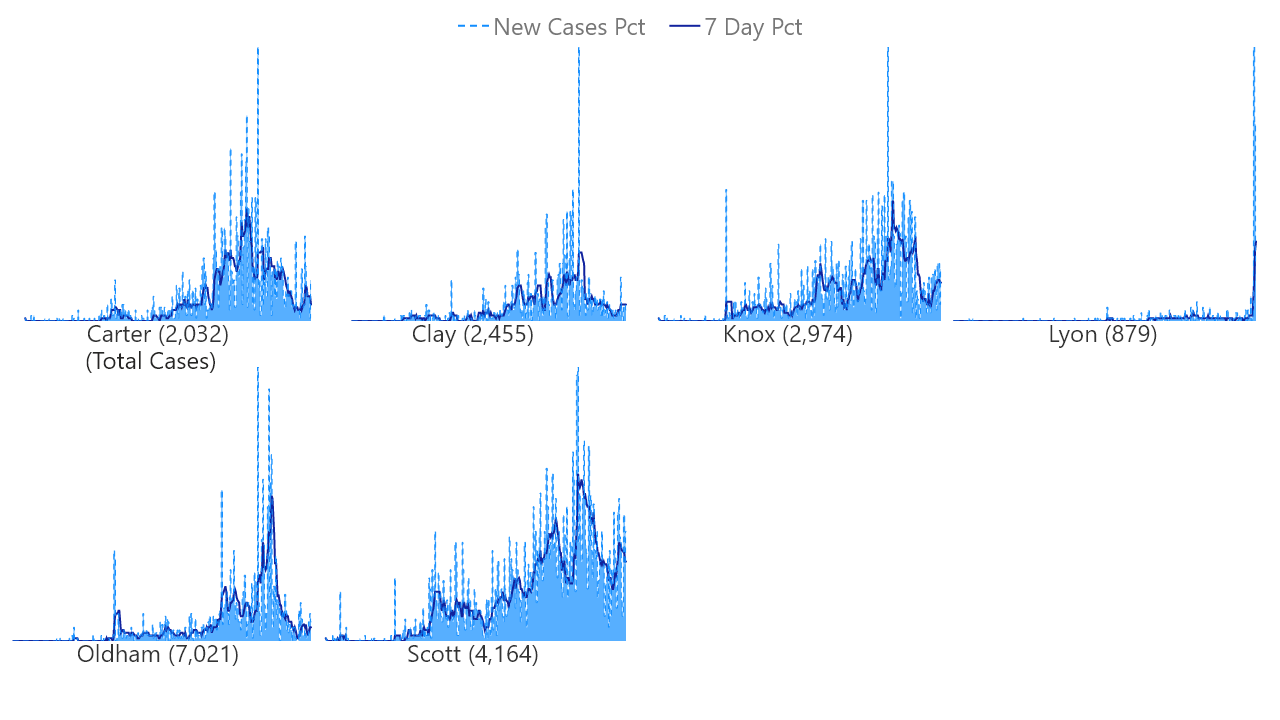 New Cases Pct 7 Day Pct
Carter (2,032) Clay (2,455) Knox (2,974) Lyon (879)
(Total Cases)
Oldham (7,021) Scott (4,164)